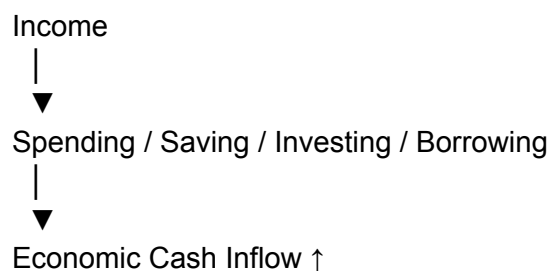 Income
│
▼
Spending / Saving / Investing / Borrowing
│
▼
Economic Cash Inflow ↑